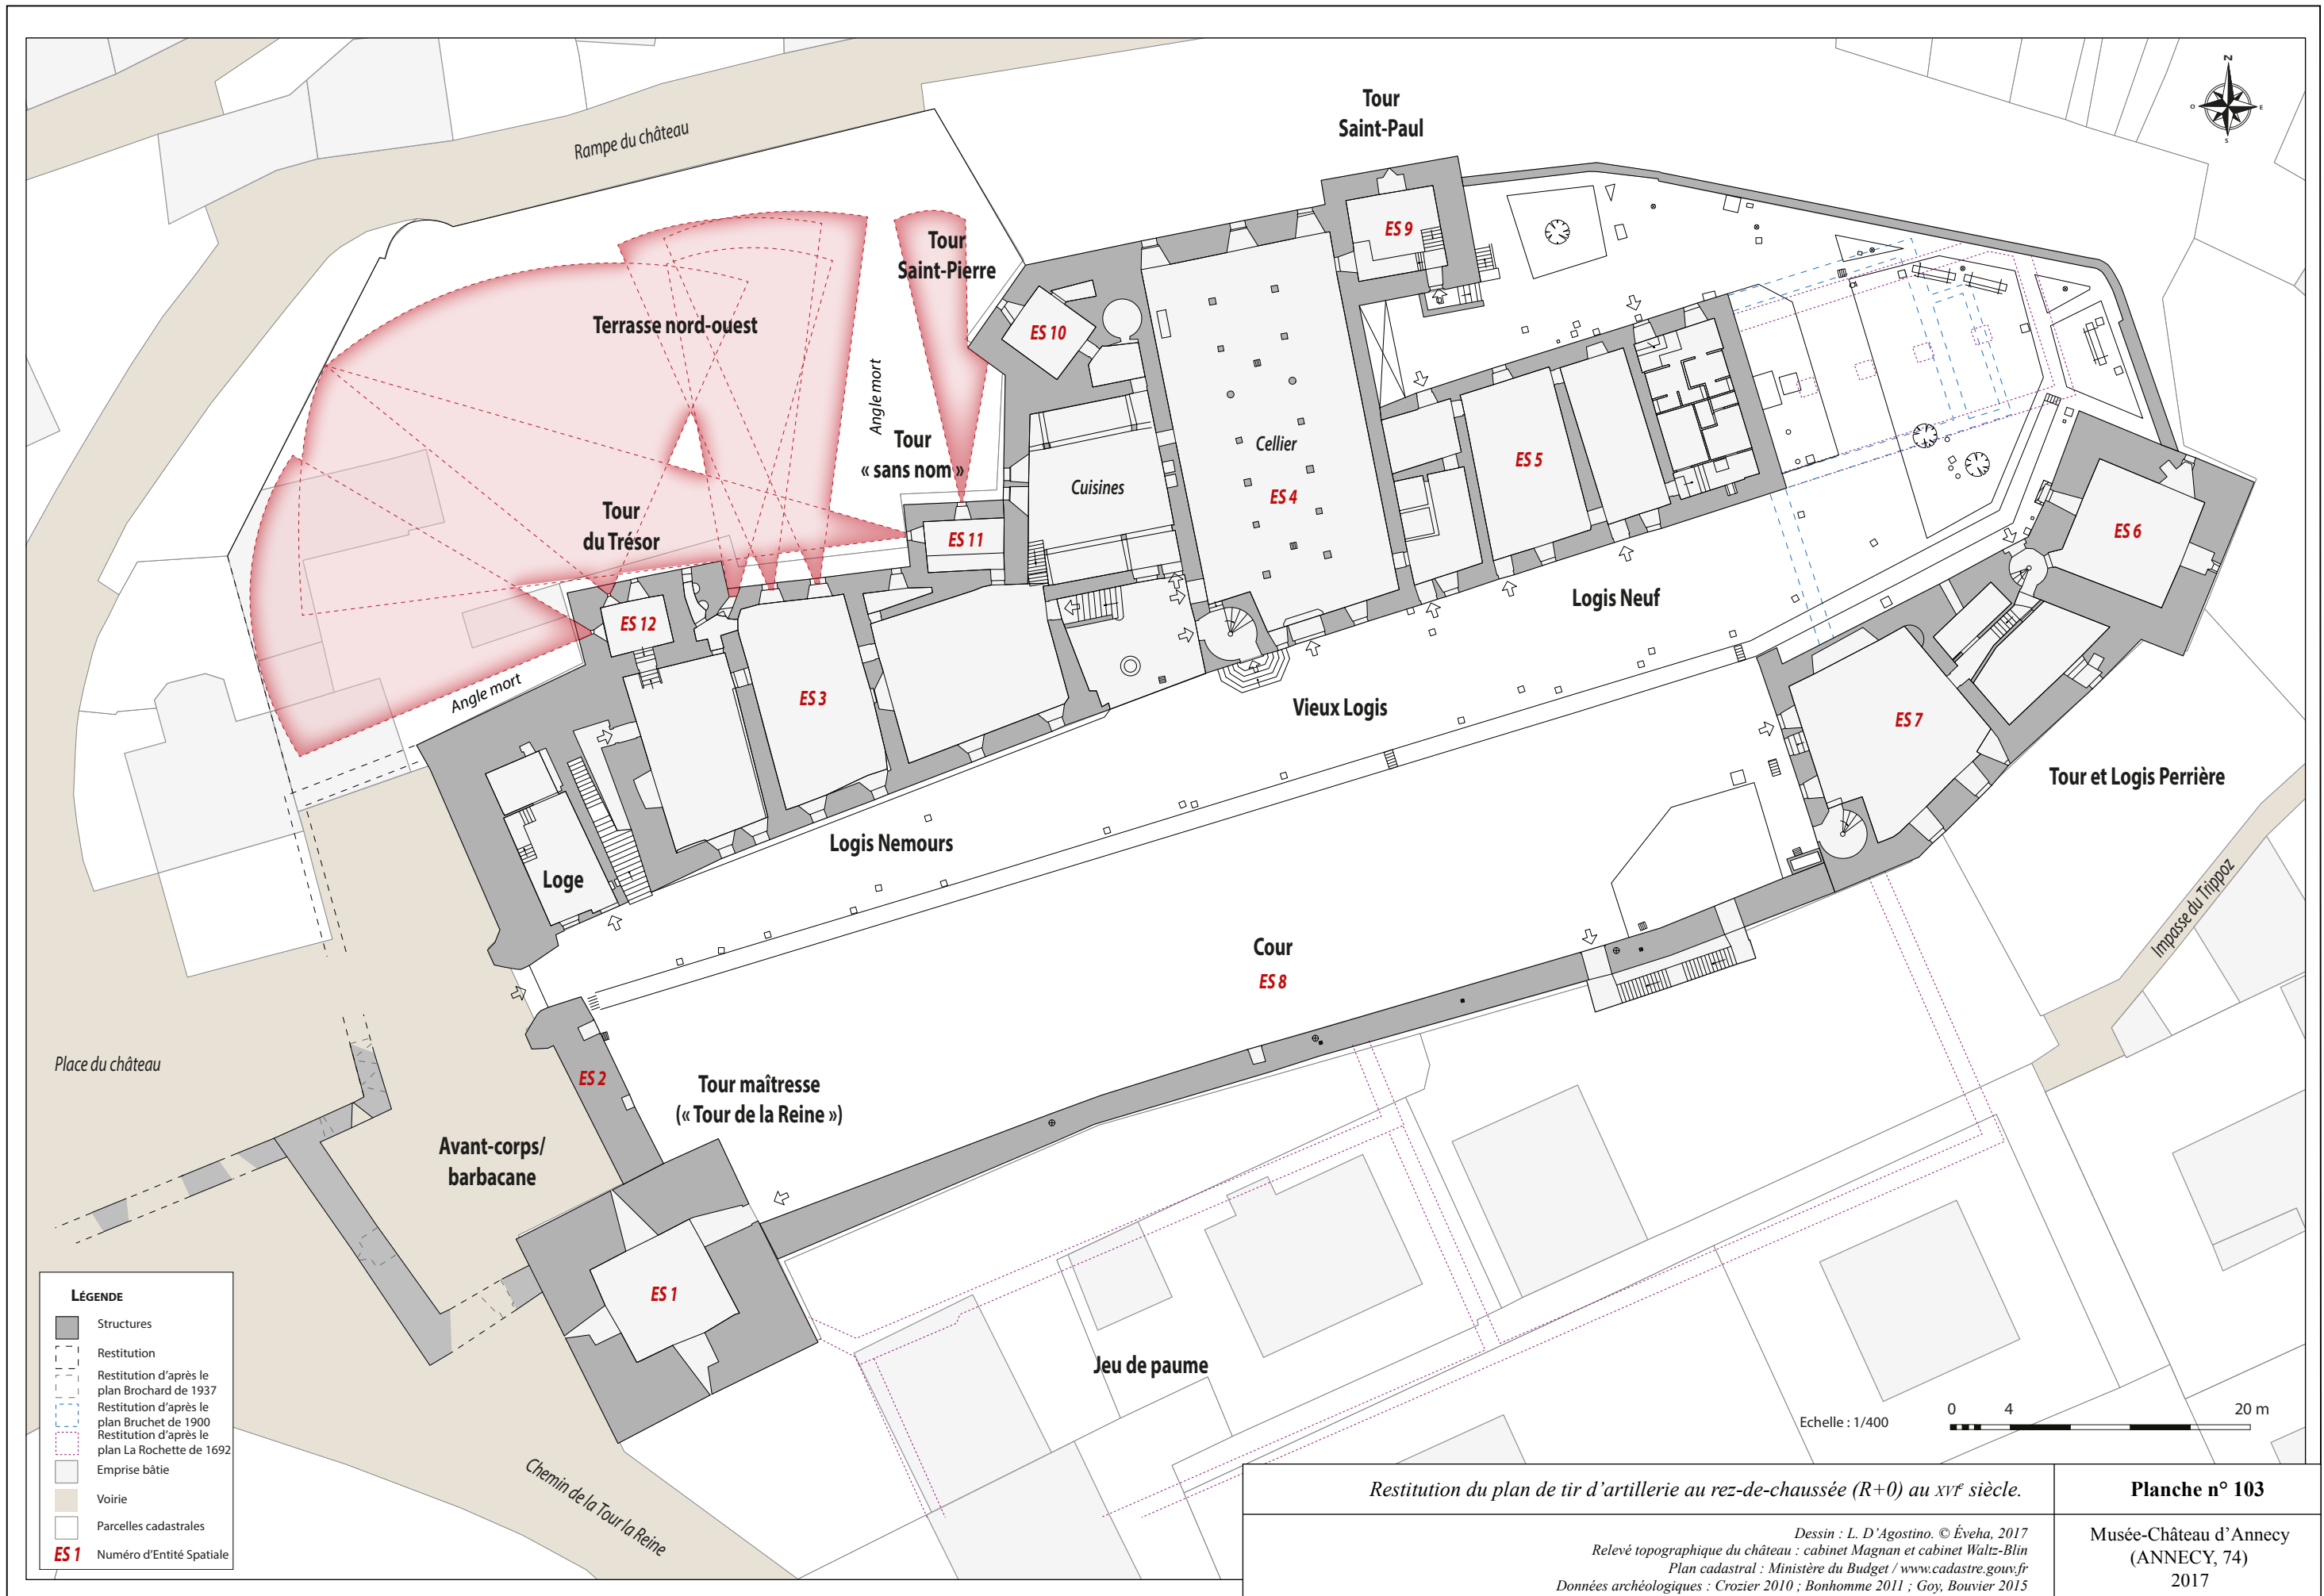 N
O
E
S
Rampe du château
Tour
Saint-Paul
Tour
Saint-Pierre
Terrasse nord-ouest
Angle mort
Tour
« sans nom »
Tour
du Trésor
Angle mort
ES 9
ES 10
Cuisines
Cellier
ES 4
ES 5
ES 6
ES 11
ES 12
ES 3
Logis Neuf
Vieux Logis
ES 7
Tour et Logis Perrière
Logis Nemours
Loge
Impasse du Trippoz
Cour
ES 8
Place du château
ES 2
Tour maîtresse
(« Tour de la Reine »)
Avant-corps/
barbacane
ES 1
Jeu de paume
Chemin de la Tour la Reine
LÉGENDE
Structures
Restitution
Restitution d'après le
plan Brochard de 1937
Restitution d'après le
plan Bruchet de 1900
Restitution d'après le
plan La Rochette de 1692
Emprise bâtie
Voirie
Parcelles cadastrales
ES 1 Numéro d'Entité Spatiale
Echelle : 1/400
0 4 20 m
Restitution du plan de tir d'artillerie au rez-de-chaussée (R+0) au XVIe siècle.
Planche n° 103
Dessin : L. D'Agostino. © Éveha, 2017
Relevé topographique du château : cabinet Magnan et cabinet Waltz-Blin
Plan cadastral : Ministère du Budget / www.cadastre.gouv.fr
Données archéologiques : Crozier 2010 ; Bonhomme 2011 ; Goy, Bouvier 2015
Musée-Château d'Annecy
(ANNECY, 74)
2017